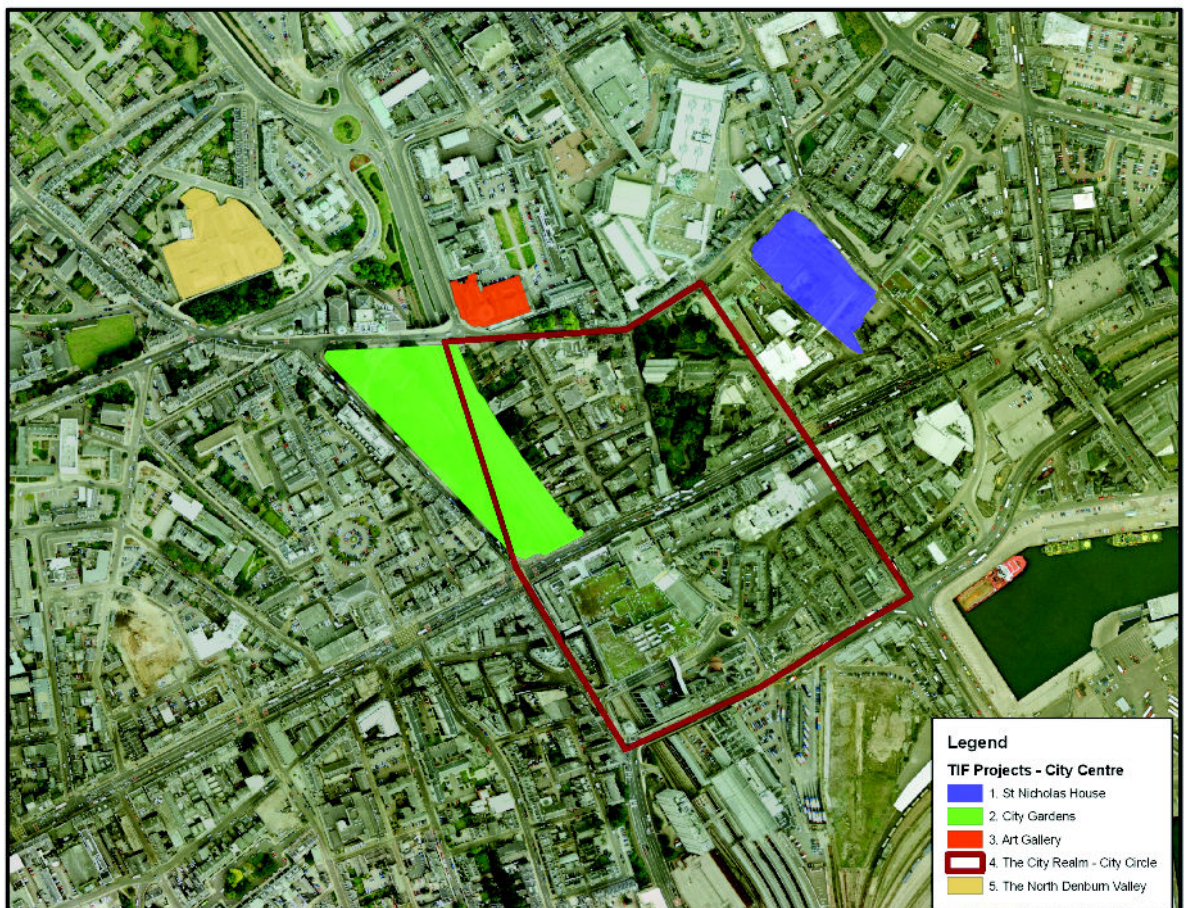 Legend
TIF Projects - City Centre
1. St Nicholas House
2. City Gardens
3. Art Gallery
4. The City Realm - City Circle
5. The North Denburn Valley